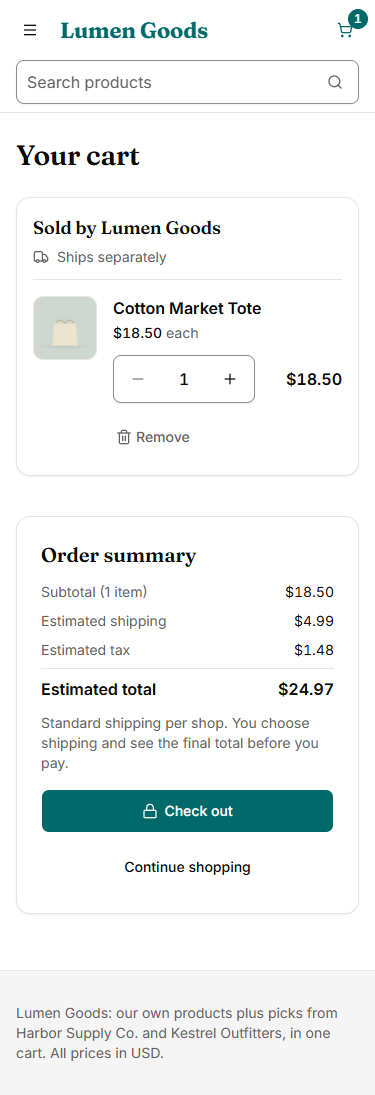 Lumen Goods
1
Search products
Your cart
Sold by Lumen Goods
Ships separately
Cotton Market Tote
$18.50 each
1
$18.50
Remove
Order summary
Subtotal (1 item) $18.50
Estimated shipping $4.99
Estimated tax $1.48
Estimated total $24.97
Standard shipping per shop. You choose
shipping and see the final total before you
pay.
Check out
Continue shopping
Lumen Goods: our own products plus picks from
Harbor Supply Co. and Kestrel Outfitters, in one
cart. All prices in USD.